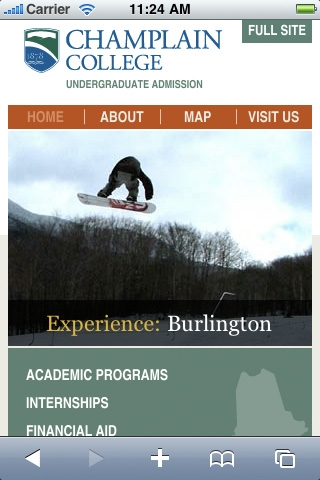 Carrier 11:24 AM
FULL SITE
CHAMPLAIN
COLLEGE
UNDERGRADUATE ADMISSION
HOME ABOUT MAP VISIT US
Experience: Burlington
ACADEMIC PROGRAMS
INTERNSHIPS
FINANCIAL AID